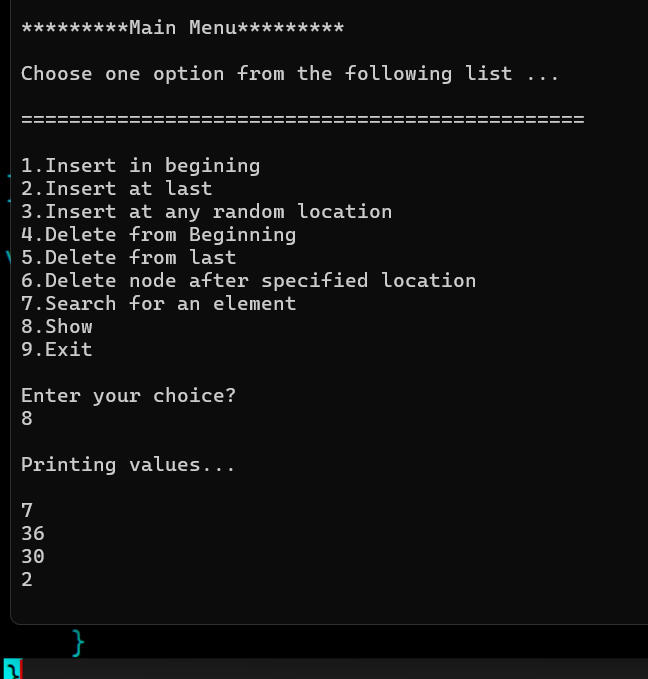 *********Main Menu*********
Choose one option from the following list ...
===============================================
1.Insert in begining
2.Insert at last
3.Insert at any random location
4.Delete from Beginning
5.Delete from last
6.Delete node after specified location
7.Search for an element
8.Show
9.Exit
Enter your choice?
8
Printing values...
7
36
30
2
}
}